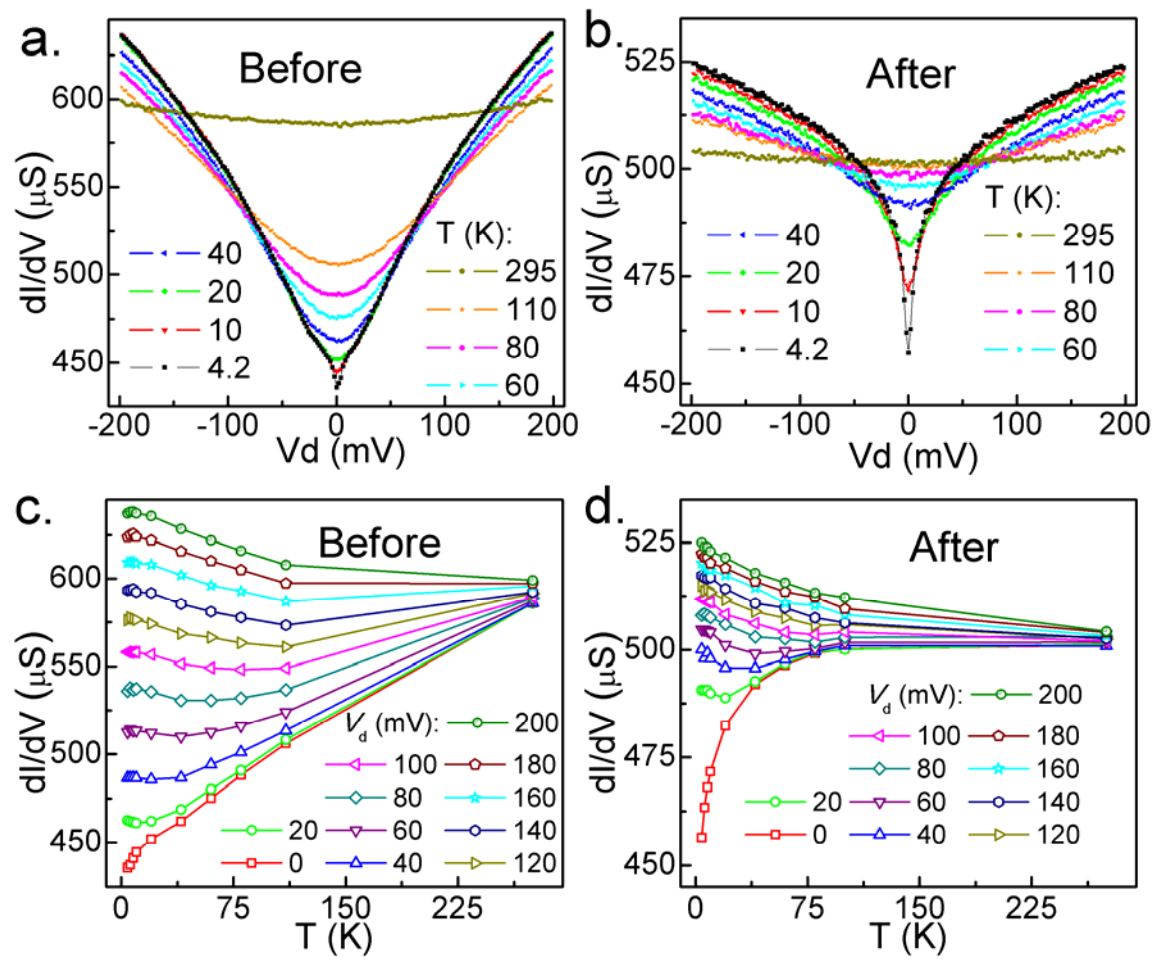 a.
Before
dI/dV (μS)
600
550
500
450
T (K):
40
20
10
4.2
295
110
80
60
-200 -100 0 100 200
Vd (mV)
b.
After
dI/dV (μS)
525
500
475
450
T (K):
40
20
10
4.2
295
110
80
60
-200 -100 0 100 200
Vd (mV)
c.
Before
dI/dV (μS)
600
550
500
450
Vd (mV):
200
100
180
80
160
20
60
140
0
40
120
0 75 150 225
T (K)
d.
After
dI/dV (μS)
525
500
475
450
Vd (mV):
200
100
180
80
160
20
60
140
0
40
120
0 75 150 225
T (K)